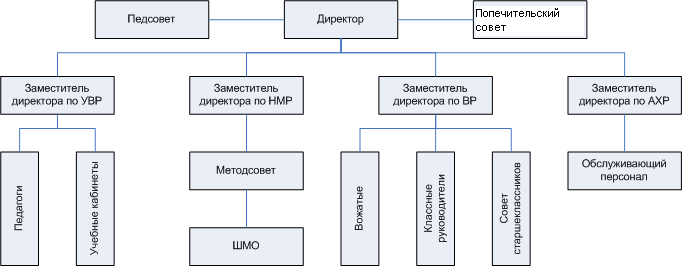 Педсовет
Директор
Попечительский
совет
Заместитель
директора по УВР
Заместитель
директора по НМР
Заместитель
директора по ВР
Заместитель
директора по АХР
Педагоги
Учебные кабинеты
Методсовет
ШМО
Вожатые
Классные
руководители
Совет
старшеклассников
Обслуживающий
персонал